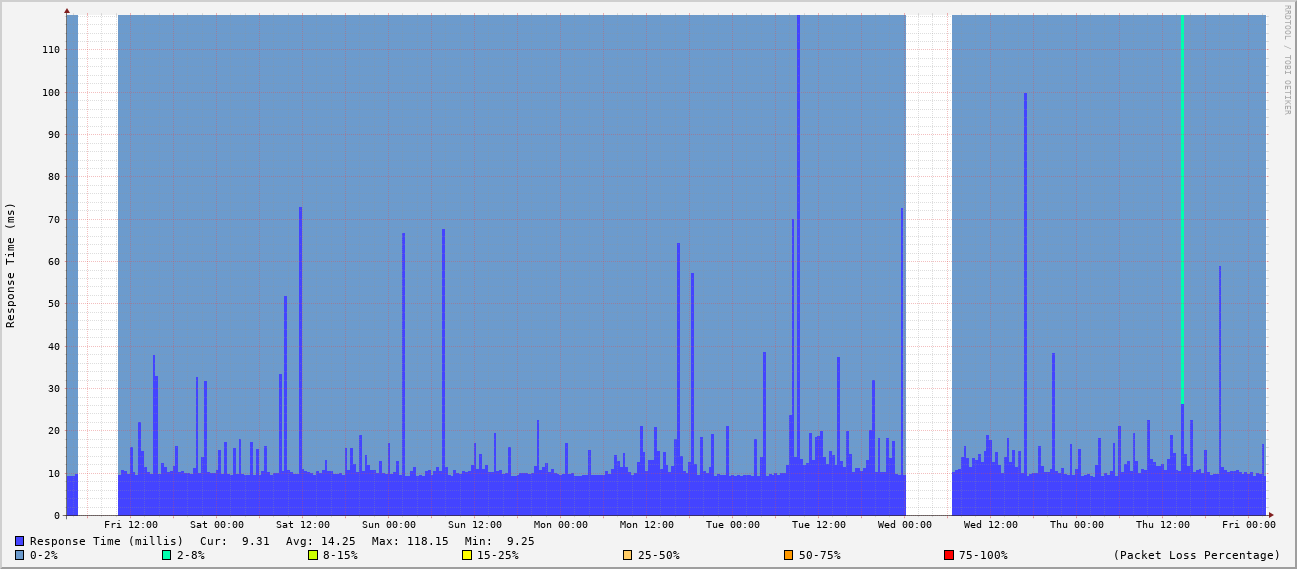 RRDTOOL / TOBI OETIKER
Response Time (ms)
110
100
90
80
70
60
50
40
30
20
10
0
Fri 12:00 Sat 00:00 Sat 12:00 Sun 00:00 Sun 12:00 Mon 00:00 Mon 12:00 Tue 00:00 Tue 12:00 Wed 00:00 Wed 12:00 Thu 00:00 Thu 12:00 Fri 00:00
Response Time (millis) Cur: 9.31 Avg: 14.25 Max: 118.15 Min: 9.25
0-2% 2-8% 8-15% 15-25% 25-50% 50-75% 75-100% (Packet Loss Percentage)